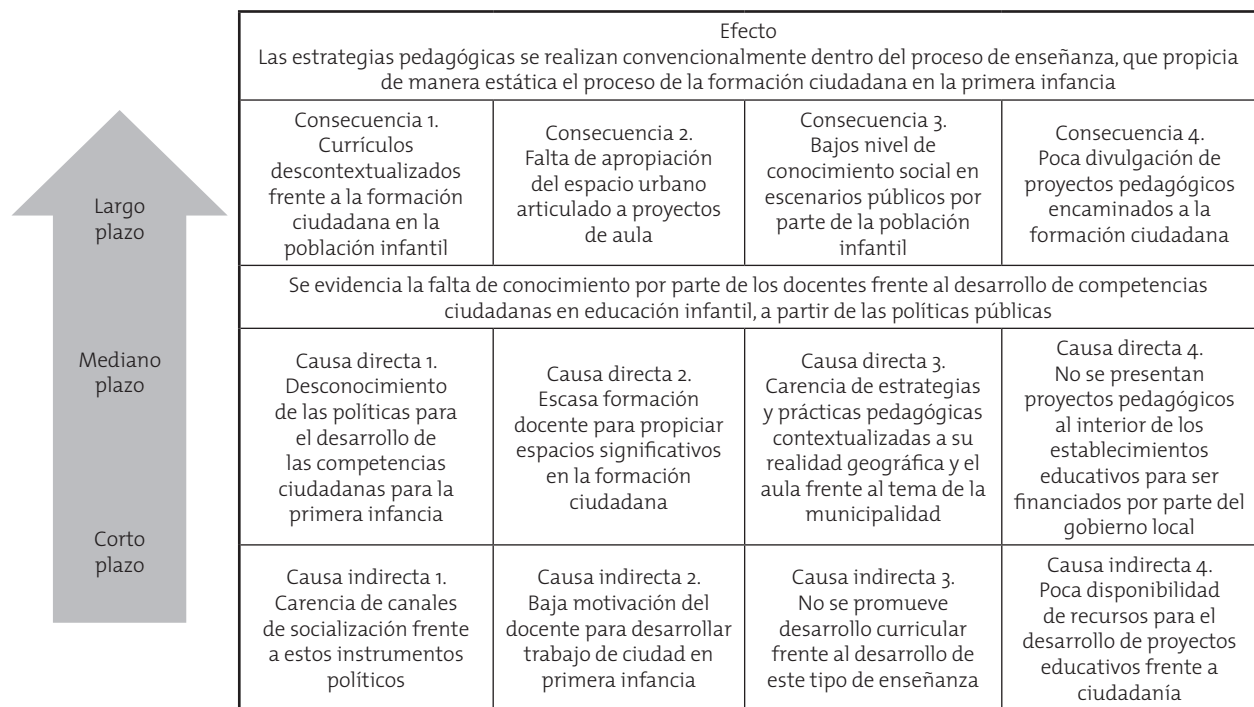 Efecto
Las estrategias pedagógicas se realizan convencionalmente dentro del proceso de enseñanza, que propicia
de manera estática el proceso de la formación ciudadana en la primera infancia
Largo
plazo
Consecuencia 1.
Currículos
descontextualizados
frente a la formación
ciudadana en la
población infantil
Consecuencia 2.
Falta de apropiación
del espacio urbano
articulado a proyectos
de aula
Consecuencia 3.
Bajos nivel de
conocimiento social en
escenarios públicos por
parte de la población
infantil
Consecuencia 4.
Poca divulgación de
proyectos pedagógicos
encaminados a la
formación ciudadana
Se evidencia la falta de conocimiento por parte de los docentes frente al desarrollo de competencias
ciudadanas en educación infantil, a partir de las políticas públicas
Mediano
plazo
Causa directa 1.
Desconocimiento
de las políticas para
el desarrollo de
las competencias
ciudadanas para la
primera infancia
Causa directa 2.
Escasa formación
docente para propiciar
espacios significativos
en la formación
ciudadana
Causa directa 3.
Carencia de estrategias
y prácticas pedagógicas
contextualizadas a su
realidad geográfica y el
aula frente al tema de la
municipalidad
Causa directa 4.
No se presentan
proyectos pedagógicos
al interior de los
establecimientos
educativos para ser
financiados por parte del
gobierno local
Corto
plazo
Causa indirecta 1.
Carencia de canales
de socialización frente
a estos instrumentos
políticos
Causa indirecta 2.
Baja motivación del
docente para desarrollar
trabajo de ciudad en
primera infancia
Causa indirecta 3.
No se promueve
desarrollo curricular
frente al desarrollo de
este tipo de enseñanza
Causa indirecta 4.
Poca disponibilidad
de recursos para el
desarrollo de proyectos
educativos frente a
ciudadanía